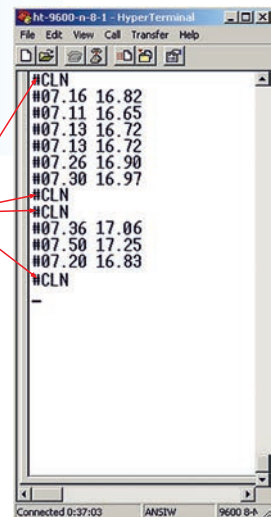 ht-9600-n-8-1 - HyperTerminal
File Edit View Call Transfer Help
#CLN
#07.16 16.82
#07.11 16.65
#07.13 16.72
#07.13 16.72
#07.26 16.90
#07.30 16.97
#CLN
#CLN
#07.36 17.06
#07.50 17.25
#07.20 16.83
#CLN
_
Connected 0:37:03 ANSIW 9600 8-N